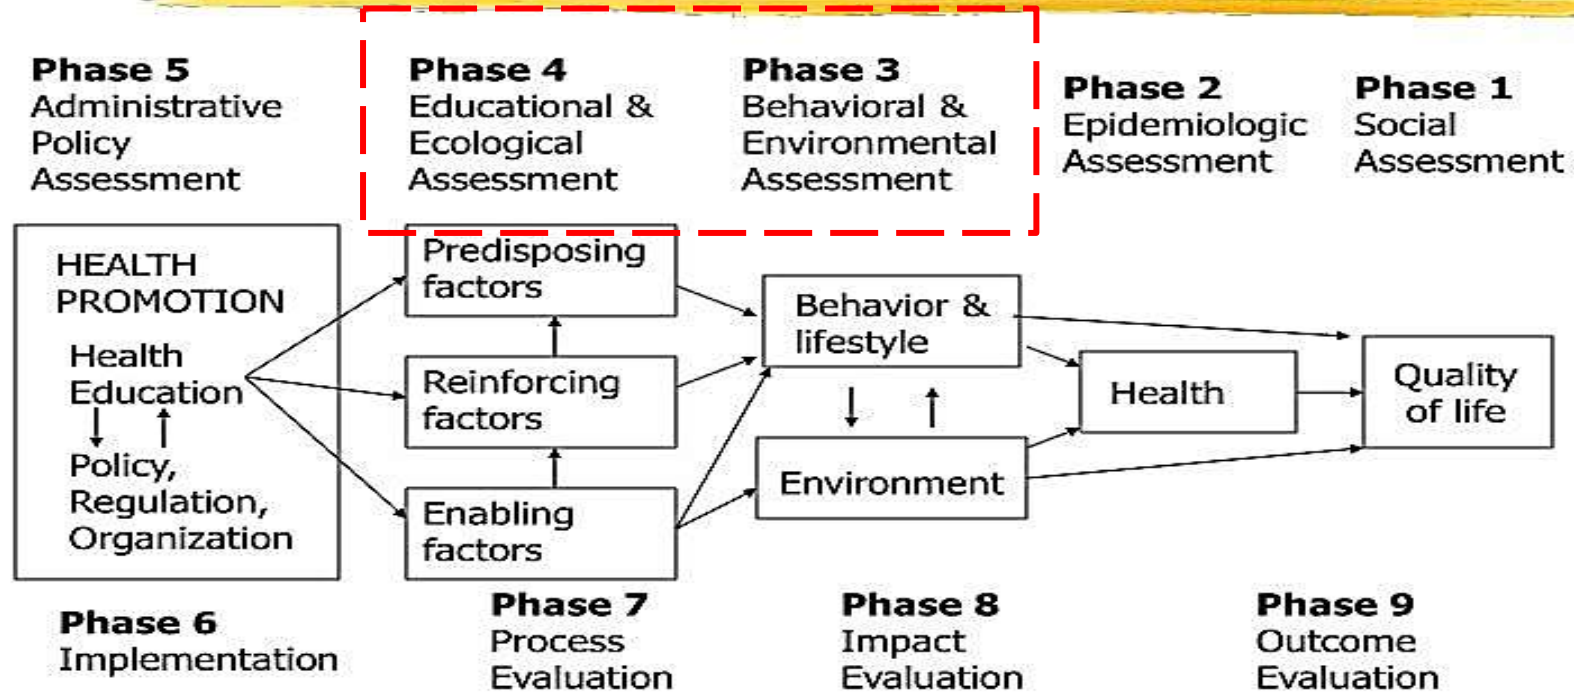 Phase 5
Administrative
Policy
Assessment
Phase 4
Educational &
Ecological
Assessment
Phase 3
Behavioral &
Environmental
Assessment
Phase 2
Epidemiologic
Assessment
Phase 1
Social
Assessment
HEALTH
PROMOTION
Health
Education
Policy,
Regulation,
Organization
Predisposing
factors
Reinforcing
factors
Enabling
factors
Behavior &
lifestyle
Environment
Health
Quality
of life
Phase 6
Implementation
Phase 7
Process
Evaluation
Phase 8
Impact
Evaluation
Phase 9
Outcome
Evaluation